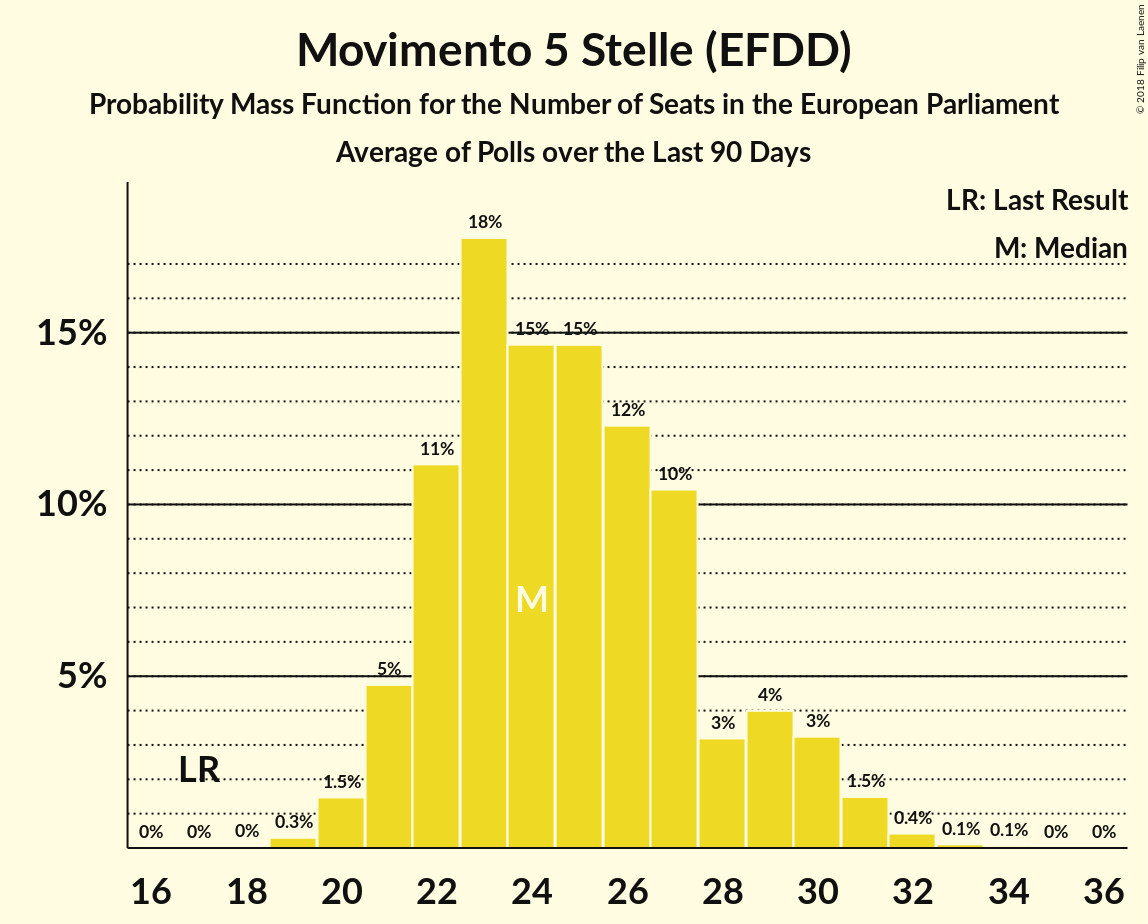 Movimento 5 Stelle (EFDD)
Probability Mass Function for the Number of Seats in the European Parliament
Average of Polls over the Last 90 Days
© 2018 Filip van Laenen
LR: Last Result
M: Median
15%
10%
5%
0% 0% 0% 0.3% 1.5% 5% 11% 18% 15% 15% 12% 10% 3% 4% 3% 1.5% 0.4% 0.1% 0.1% 0% 0%
M
LR
16 18 20 22 24 26 28 30 32 34 36